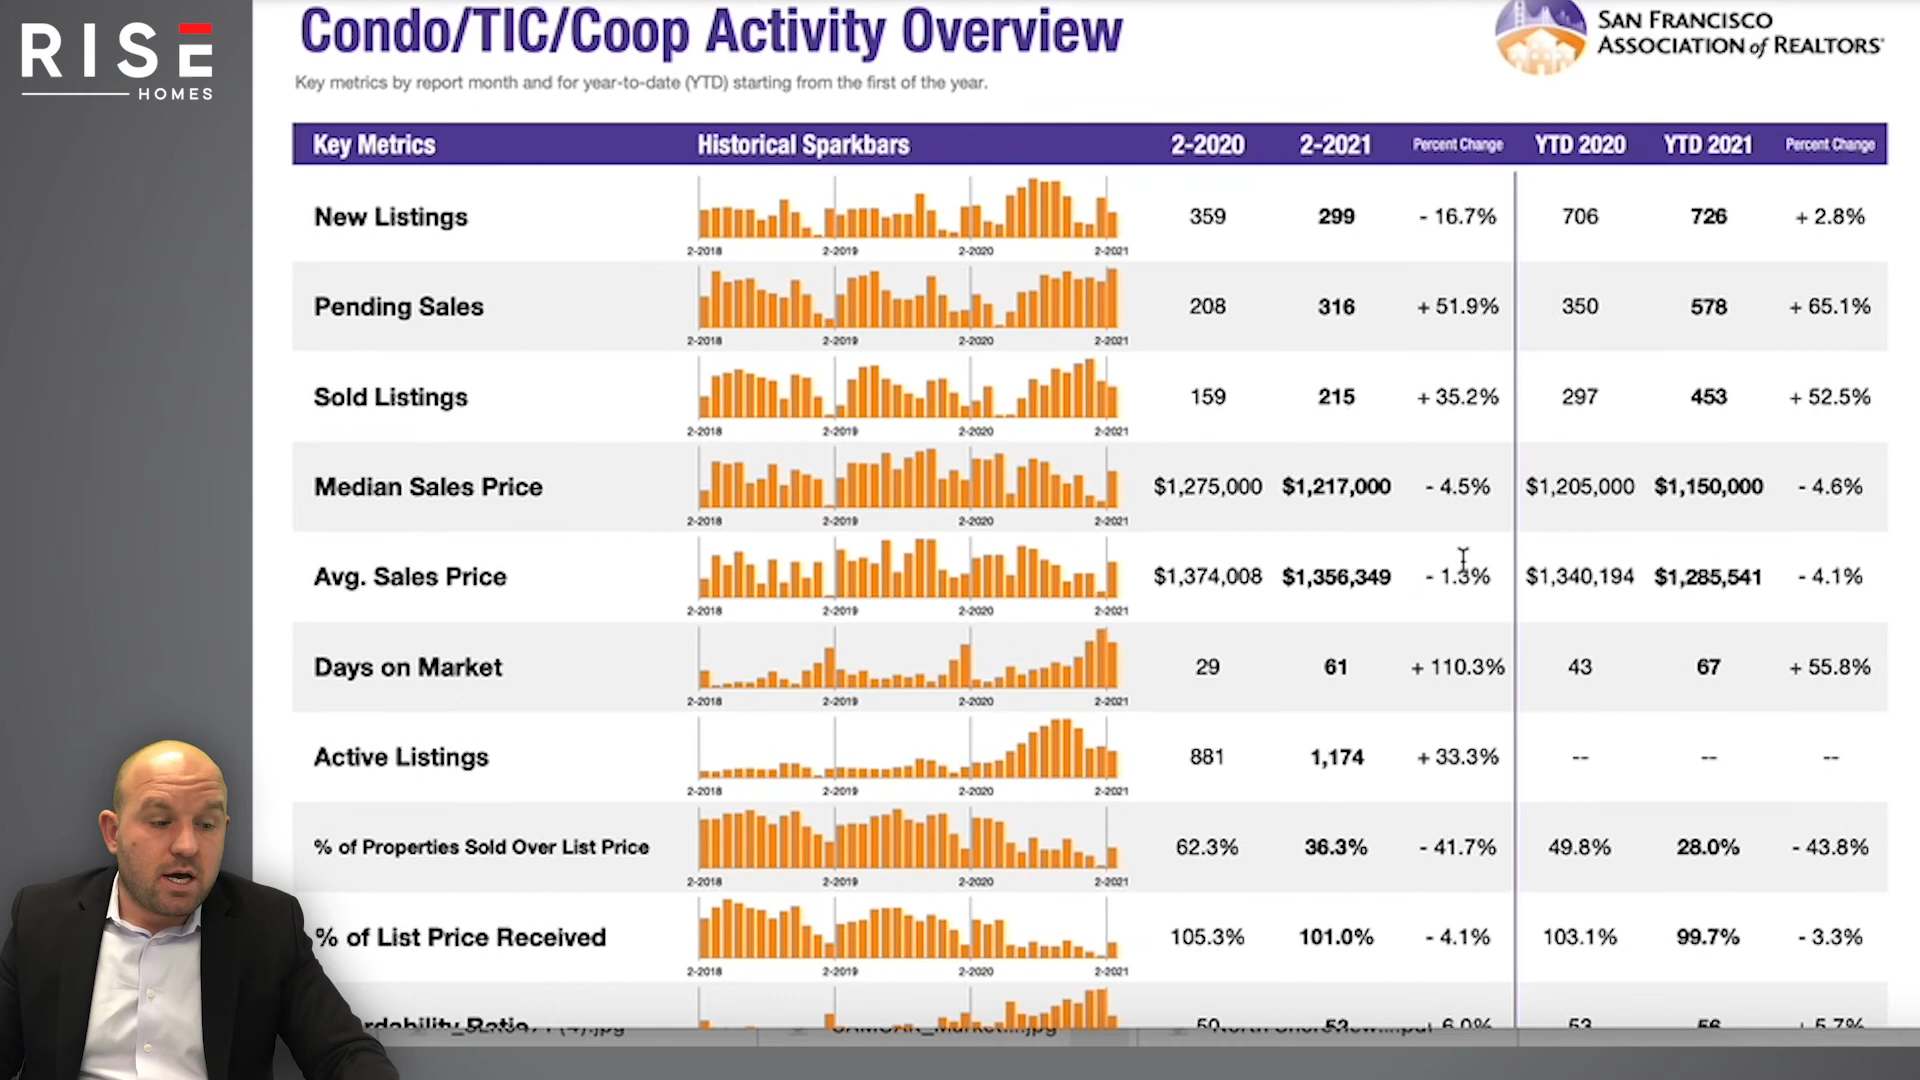 RISE
HOMES
Condo/TIC/Coop Activity Overview
Key metrics by report month and for year-to-date (YTD) starting from the first of the year.
SAN FRANCISCO
ASSOCIATION of REALTORS®
Key Metrics Historical Sparkbars 2-2020 2-2021 Percent Change YTD 2020 YTD 2021 Percent Change
New Listings 359 299 - 16.7% 706 726 + 2.8%
2-2018 2-2019 2-2020 2-2021
Pending Sales 208 316 + 51.9% 350 578 + 65.1%
2-2018 2-2019 2-2020 2-2021
Sold Listings 159 215 + 35.2% 297 453 + 52.5%
2-2018 2-2019 2-2020 2-2021
Median Sales Price $1,275,000 $1,217,000 - 4.5% $1,205,000 $1,150,000 - 4.6%
2-2018 2-2019 2-2020 2-2021
Avg. Sales Price $1,374,008 $1,356,349 - 1.3% $1,340,194 $1,285,541 - 4.1%
2-2018 2-2019 2-2020 2-2021
Days on Market 29 61 + 110.3% 43 67 + 55.8%
2-2018 2-2019 2-2020 2-2021
Active Listings 881 1,174 + 33.3% -- -- --
2-2018 2-2019 2-2020 2-2021
% of Properties Sold Over List Price 62.3% 36.3% - 41.7% 49.8% 28.0% - 43.8%
2-2018 2-2019 2-2020 2-2021
% of List Price Received 105.3% 101.0% - 4.1% 103.1% 99.7% - 3.3%
2-2018 2-2019 2-2020 2-2021
Ratio 50 52 + 6.0% 53 56 + 5.7%